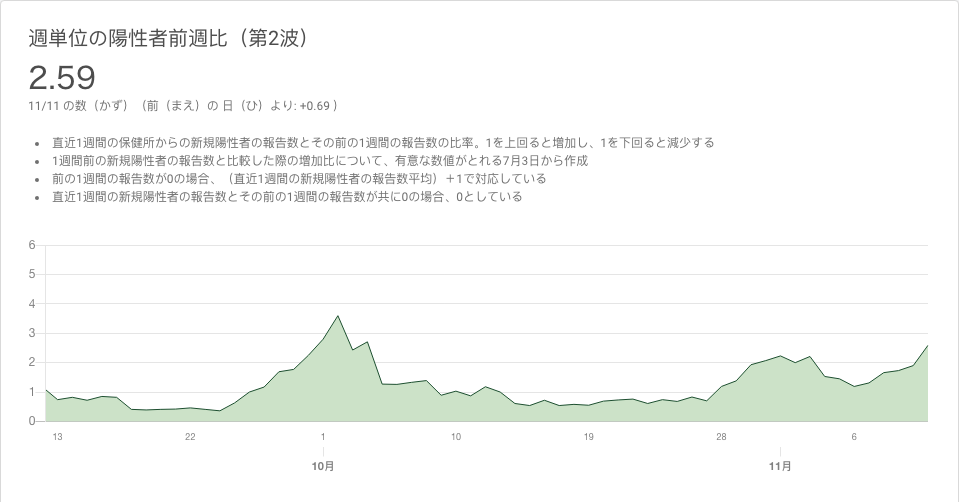 週単位の陽性者前週比（第2波）
2.59
11/11 の数（かず）（前（まえ）の 日（ひ）より: +0.69 ）
• 直近1週間の保健所からの新規陽性者の報告数とその前の1週間の報告数の比率。1を上回ると増加し、1を下回ると減少する
• 1週間前の新規陽性者の報告数と比較した際の増加比について、有意な数値がとれる7月3日から作成
• 前の1週間の報告数が0の場合、（直近1週間の新規陽性者の報告数平均）＋1で対応している
• 直近1週間の新規陽性者の報告数とその前の1週間の報告数が共に0の場合、0としている
6
5
4
3
2
1
0
13 22 1 10 19 28 6
10月 11月